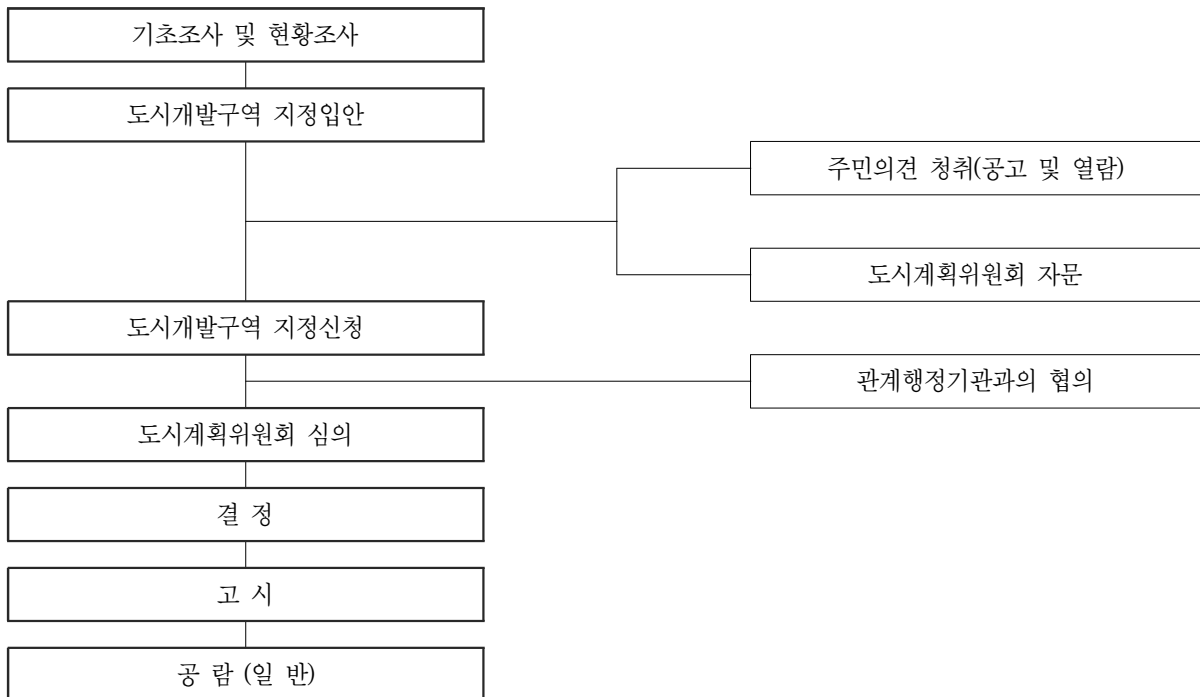 기초조사 및 현황조사
도시개발구역 지정입안
주민의견 청취(공고 및 열람)
도시계획위원회 자문
도시개발구역 지정신청
관계행정기관과의 협의
도시계획위원회 심의
결 정
고 시
공 람 (일 반)